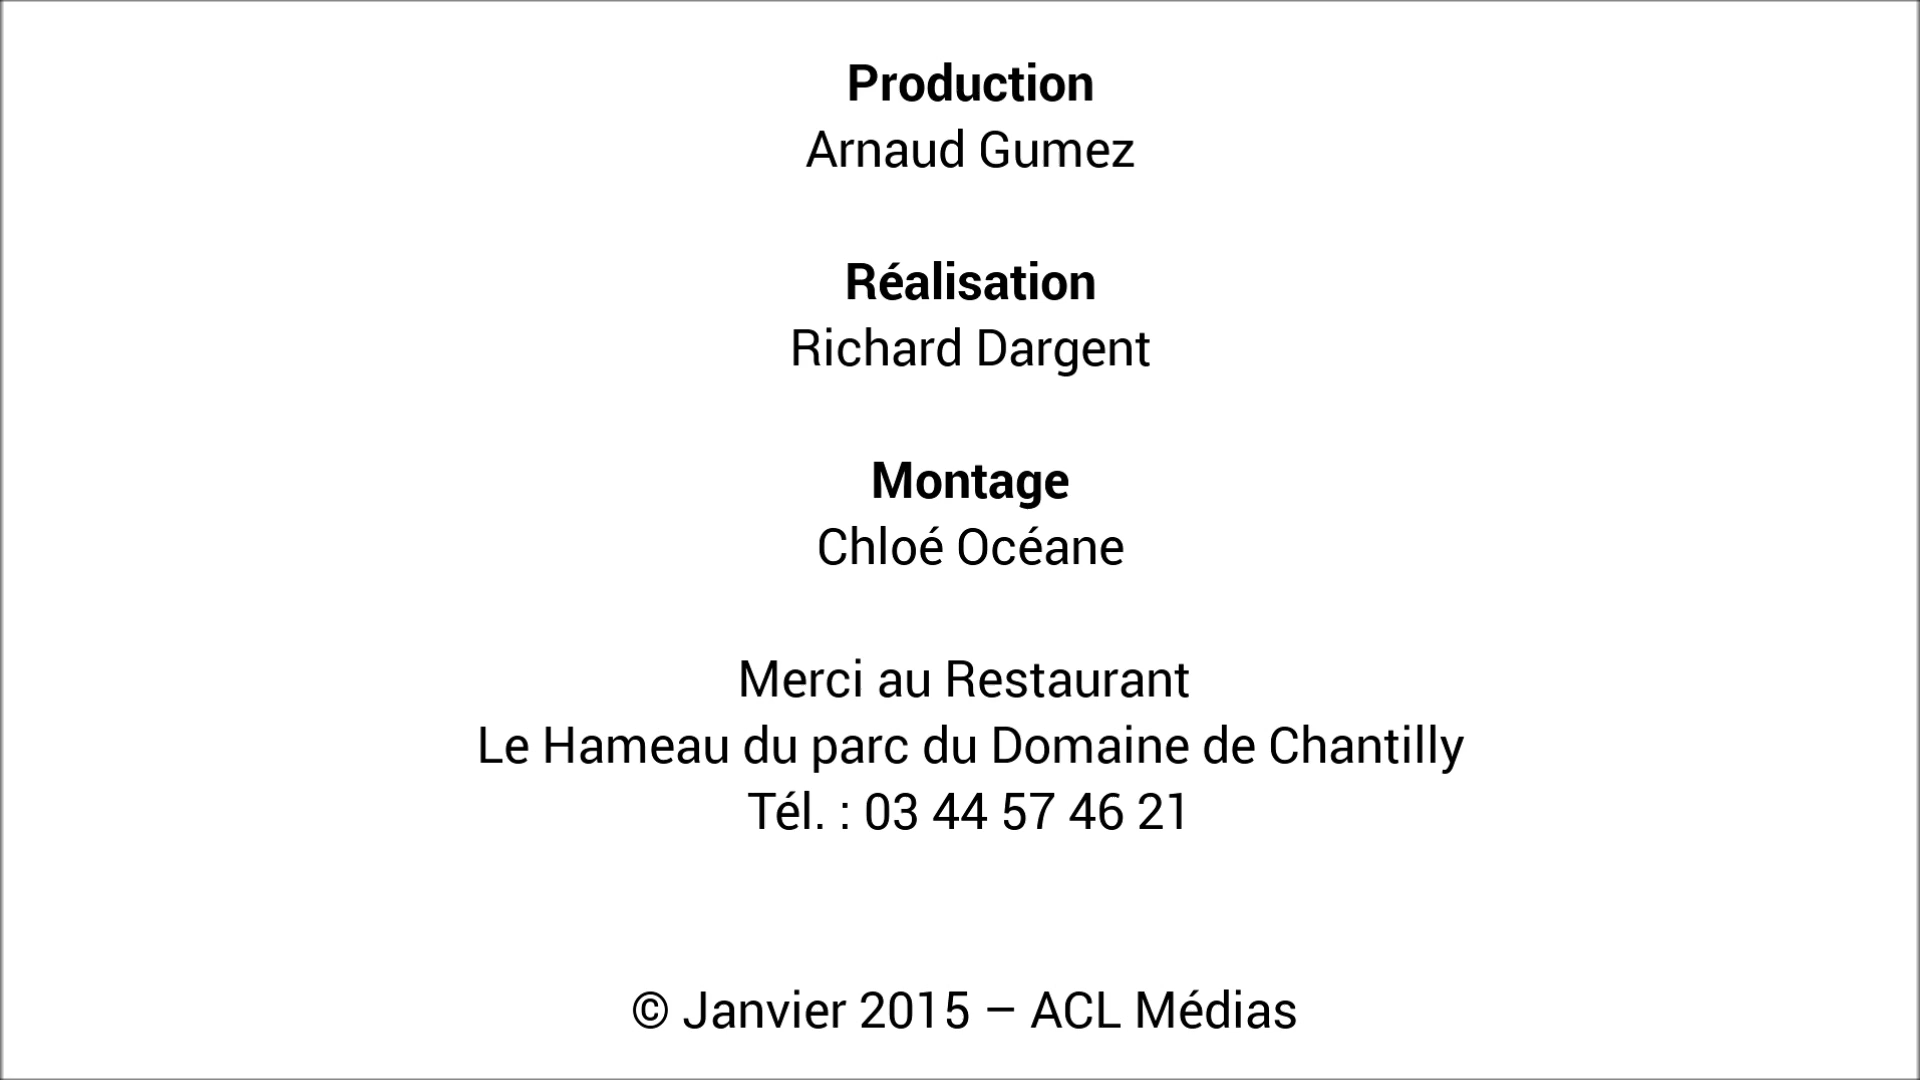 Production
Arnaud Gumez
Réalisation
Richard Dargent
Montage
Chloé Océane
Merci au Restaurant
Le Hameau du parc du Domaine de Chantilly
Tél. : 03 44 57 46 21
© Janvier 2015 – ACL Médias